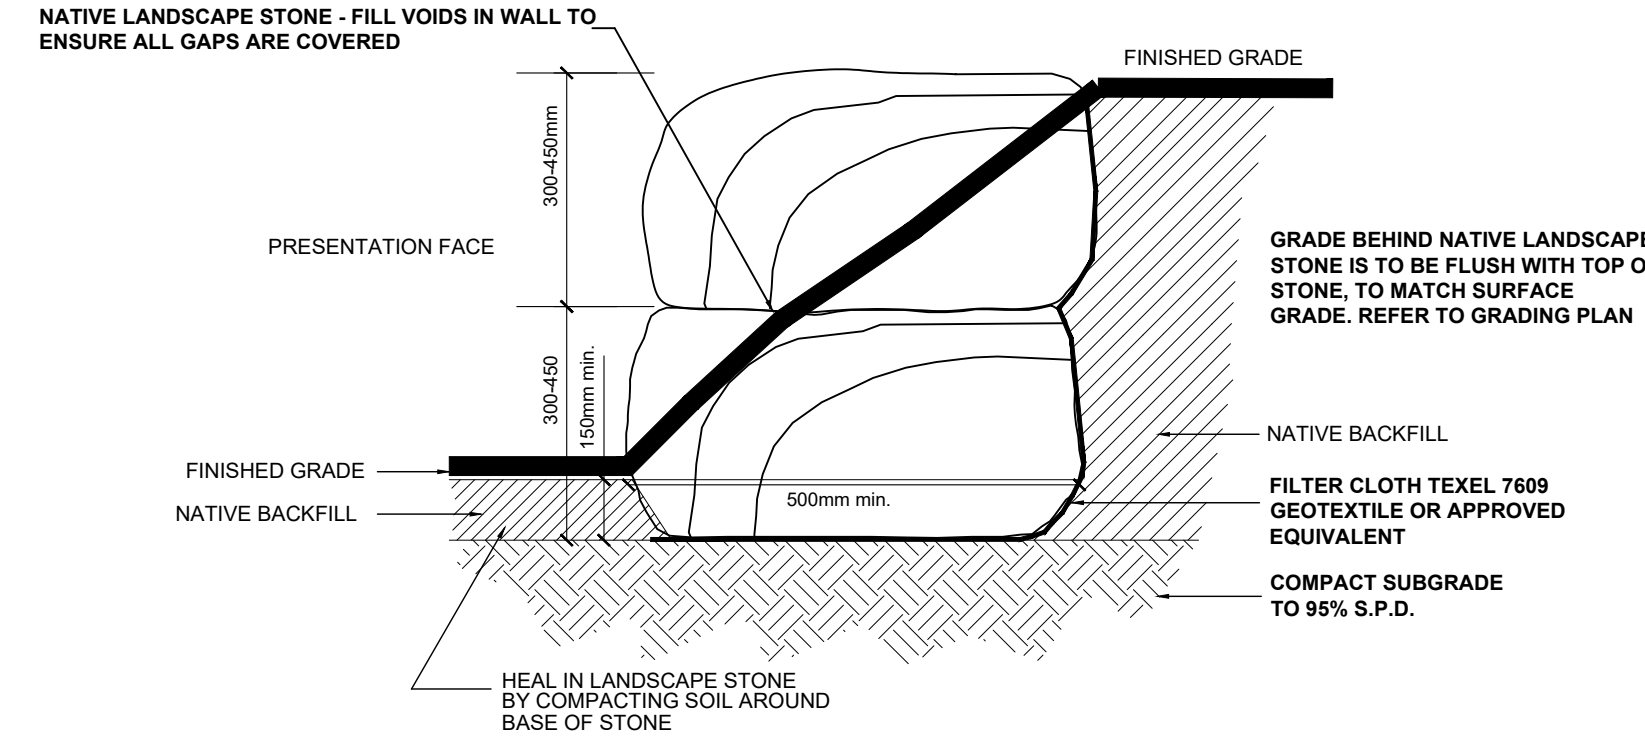 NATIVE LANDSCAPE STONE - FILL VOIDS IN WALL TO
ENSURE ALL GAPS ARE COVERED
FINISHED GRADE
300-450mm
PRESENTATION FACE
GRADE BEHIND NATIVE LANDSCAPE
STONE IS TO BE FLUSH WITH TOP O
STONE, TO MATCH SURFACE
GRADE. REFER TO GRADING PLAN
300-450
150mm min.
NATIVE BACKFILL
FINISHED GRADE
500mm min.
FILTER CLOTH TEXEL 7609
GEOTEXTILE OR APPROVED
EQUIVALENT
NATIVE BACKFILL
COMPACT SUBGRADE
TO 95% S.P.D.
HEAL IN LANDSCAPE STONE
BY COMPACTING SOIL AROUND
BASE OF STONE